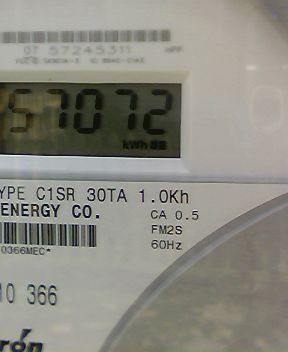 07 57245311
57072
kWh
YPE C1SR 30TA 1.0Kh
ENERGY CO. CA 0.5
FM2S
0366MEC*
60Hz
10 366
rón